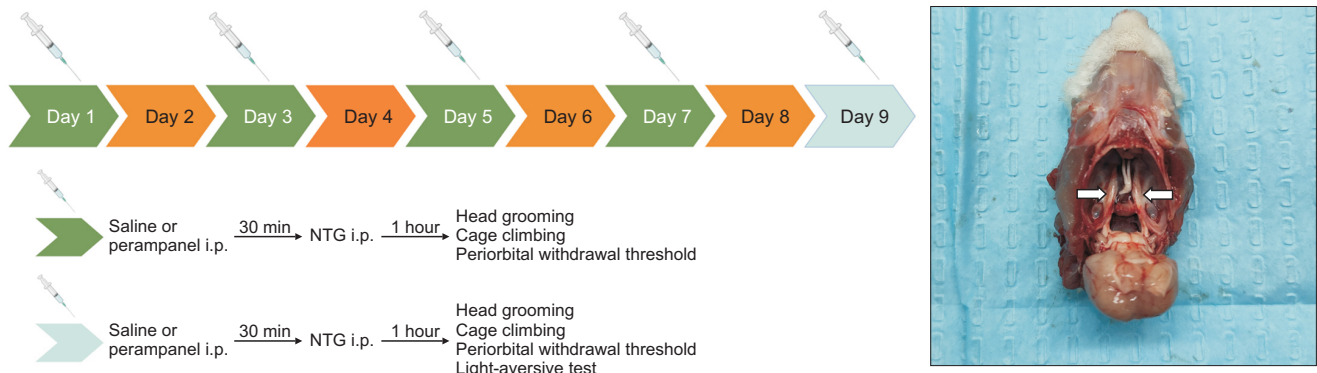 Day 1
Day 2
Day 3
Day 4
Day 5
Day 6
Day 7
Day 8
Day 9
Saline or
perampanel i.p.
30 min
NTG i.p.
1 hour
Head grooming
Cage climbing
Periorbital withdrawal threshold
Saline or
perampanel i.p.
30 min
NTG i.p.
1 hour
Head grooming
Cage climbing
Periorbital withdrawal threshold
Light-aversive test